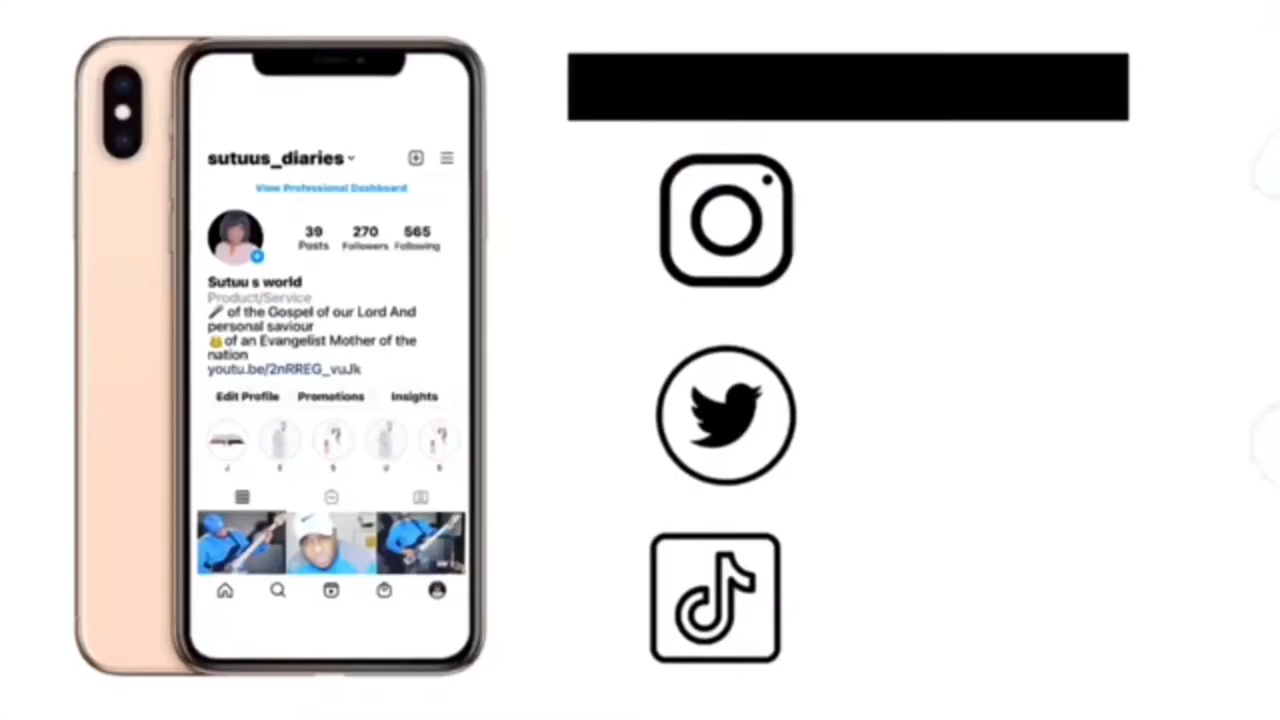 sutuus_diaries
View Professional Dashboard
39 270 565
Posts Followers Following
Sutuu s world
Product/Service
🎤 of the Gospel of our Lord And
personal saviour
of an Evangelist Mother of the
nation
youtu.be/2nRREG_vuJk
Edit Profile Promotions Insights